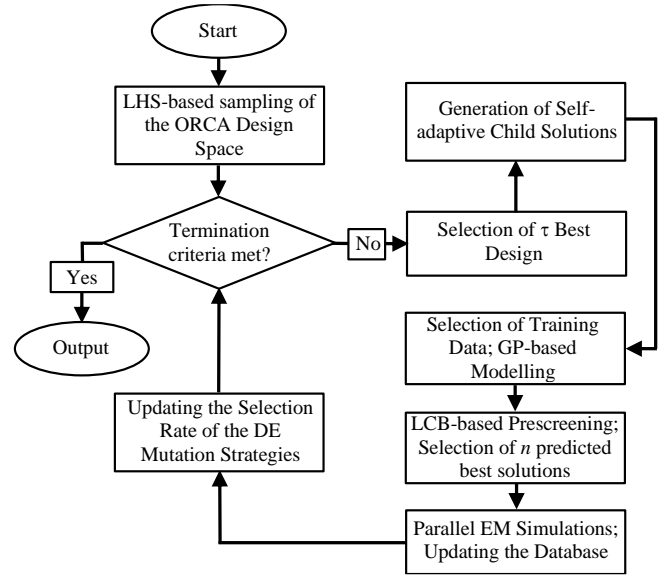 Start
LHS-based sampling of
the ORCA Design
Space
Termination
criteria met?
Yes
Output
No
Selection of τ Best
Design
Generation of Self-
adaptive Child Solutions
Selection of Training
Data; GP-based
Modelling
LCB-based Prescreening;
Selection of n predicted
best solutions
Parallel EM Simulations;
Updating the Database
Updating the Selection
Rate of the DE
Mutation Strategies